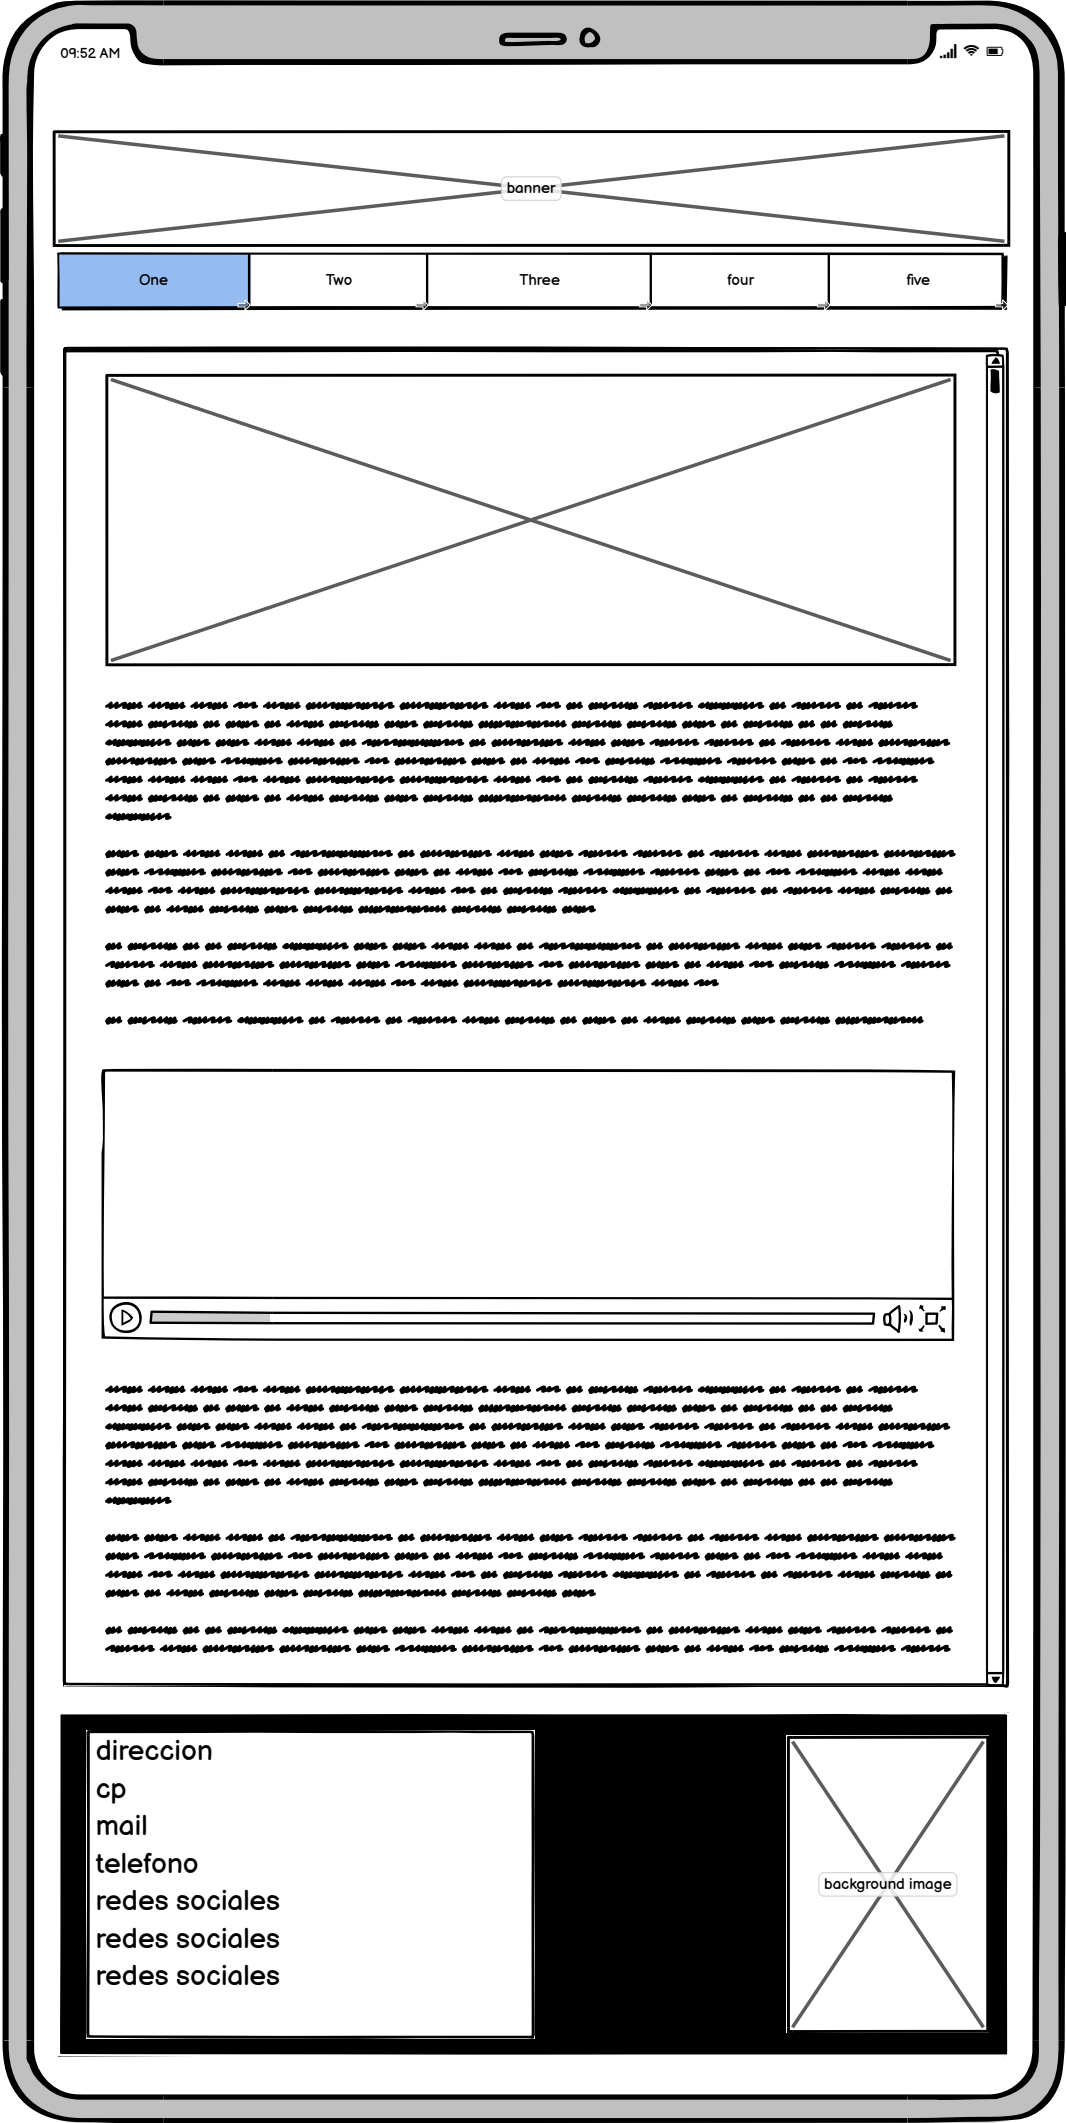 09:52 AM
banner
One Two Three four five
direccion
cp
mail
telefono
redes sociales
redes sociales
redes sociales
background image